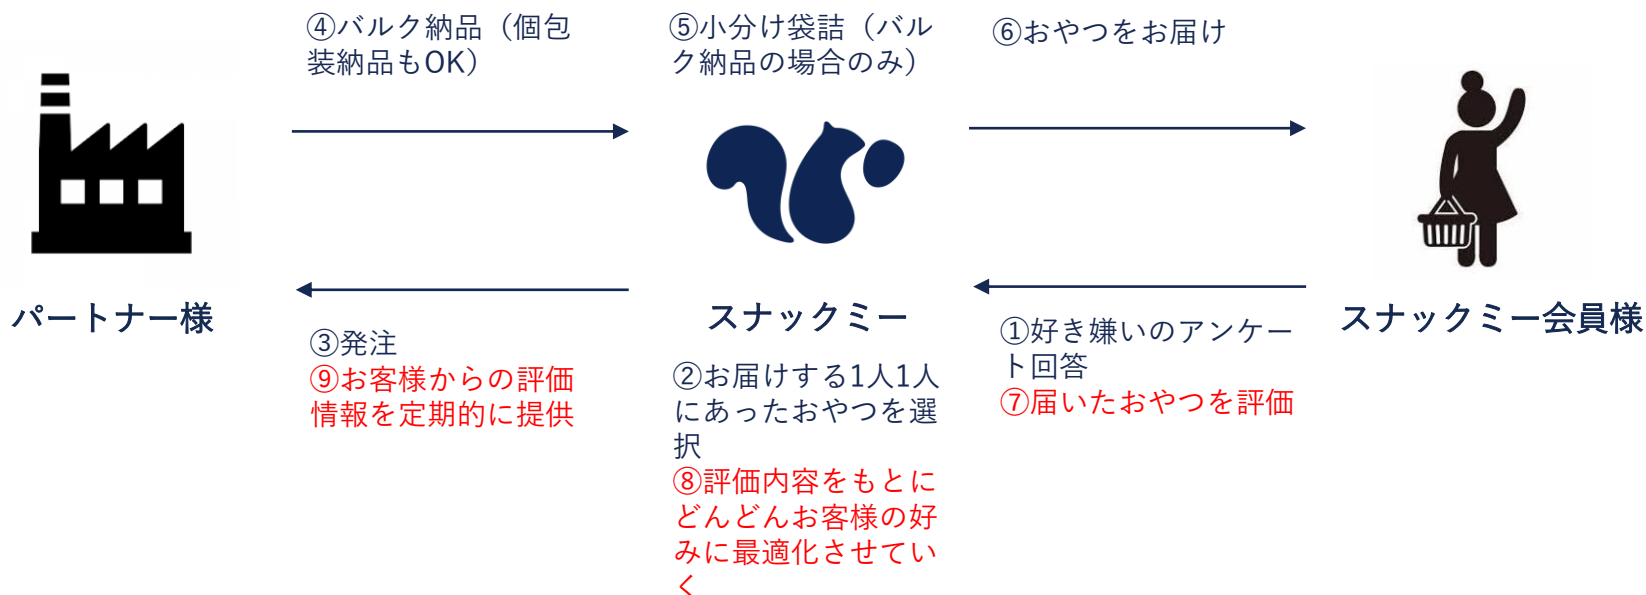 ④バルク納品（個包
装納品もOK）
⑤小分け袋詰（バル
ク納品の場合のみ）
⑥おやつをお届け
パートナー様
スナックミー
スナックミー会員様
③発注
⑨お客様からの評価
情報を定期的に提供
②お届けする1人1人
にあったおやつを選
択
⑧評価内容をもとに
どんどんお客様の好
みに最適化させてい
く
①好き嫌いのアンケー
ト回答
⑦届いたおやつを評価